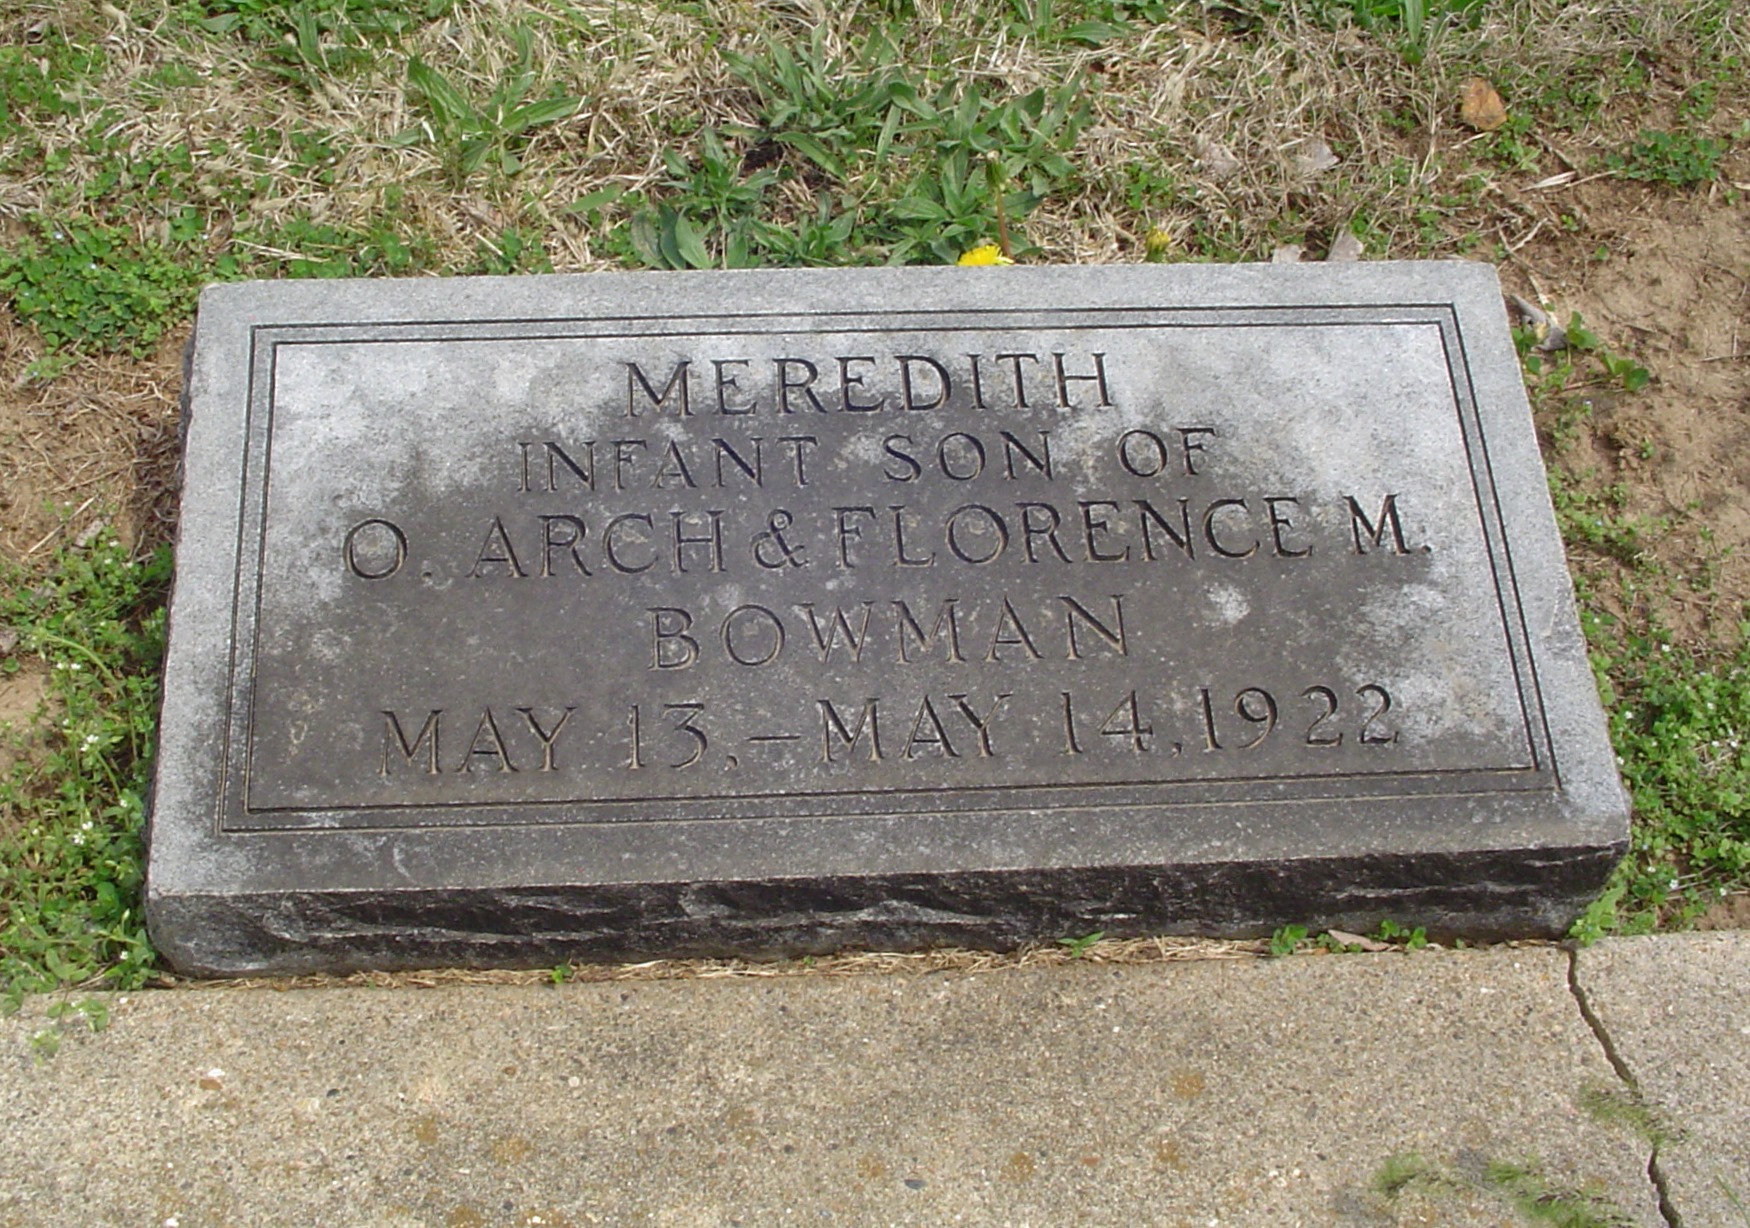 MEREDITH
INFANT SON OF
O. ARCH & FLORENCE M.
BOWMAN
MAY 13, – MAY 14, 1922